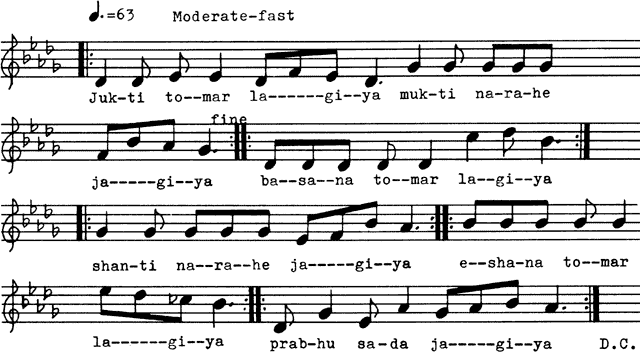 ♩.=63 Moderate-fast
Juk-ti to--mar la------gi--ya muk-ti na-ra-he
fine
ja-----gi--ya ba--sa--na to--mar la--gi--ya
shan-ti na--ra--he ja-----gi--ya e--sha-na to--mar
la------gi--ya prab-hu sa-da ja-----gi--ya D.C.